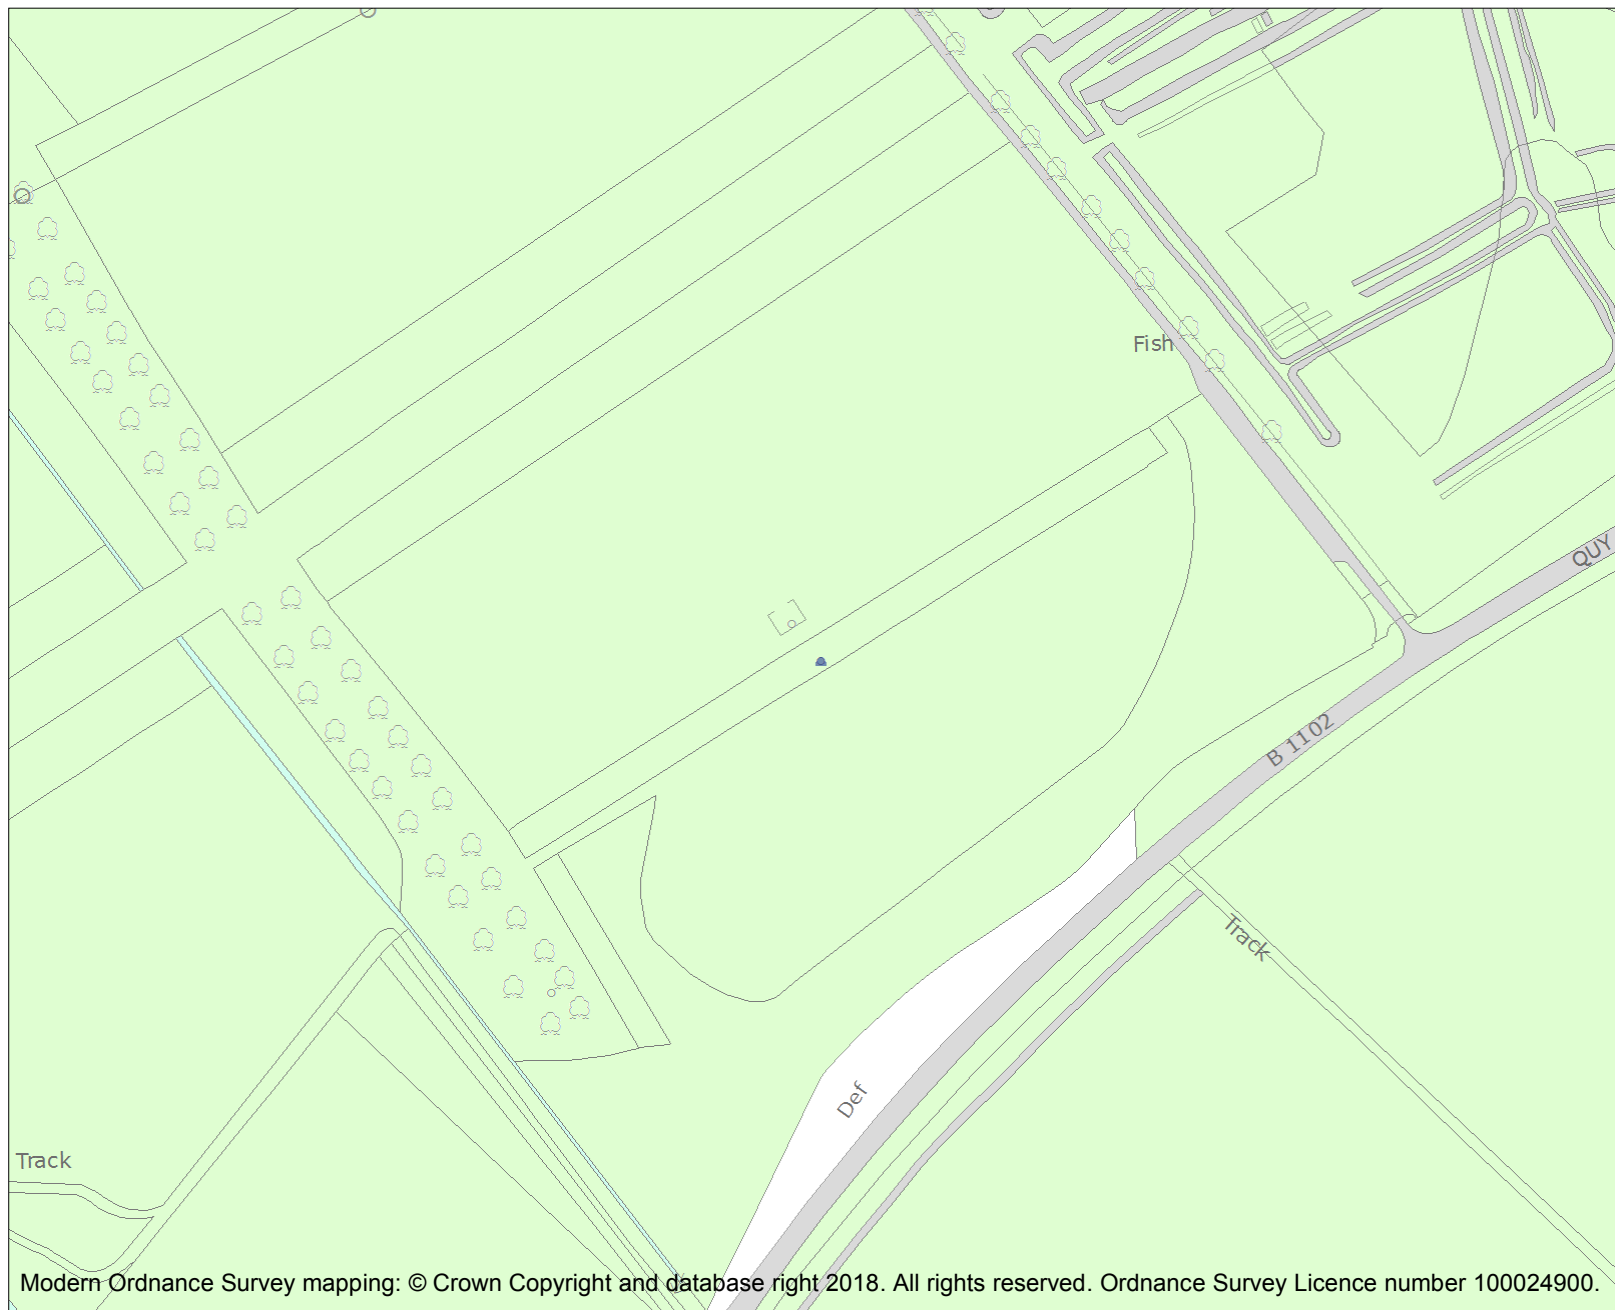 Fish
QUY
B 1102
Track
Def
Track
Modern Ordnance Survey mapping: © Crown Copyright and database right 2018. All rights reserved. Ordnance Survey Licence number 100024900.